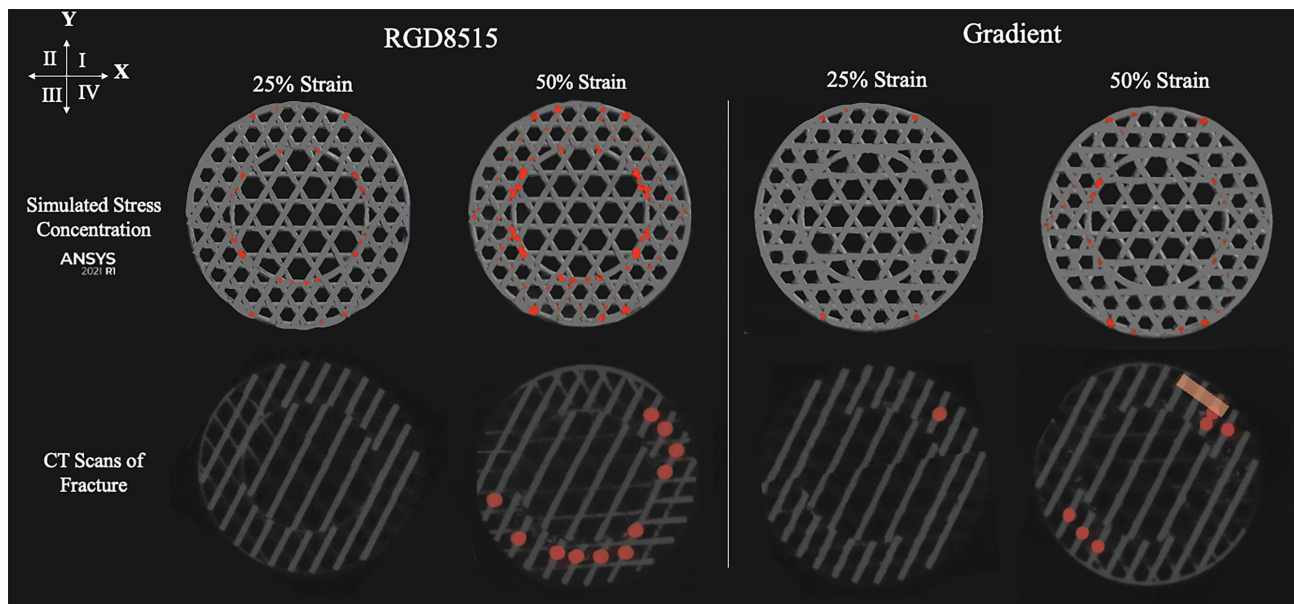 Y
II I
X
III IV
RGD8515
Gradient
25% Strain
50% Strain
25% Strain
50% Strain
Simulated Stress
Concentration
ANSYS
2021 R1
CT Scans of
Fracture